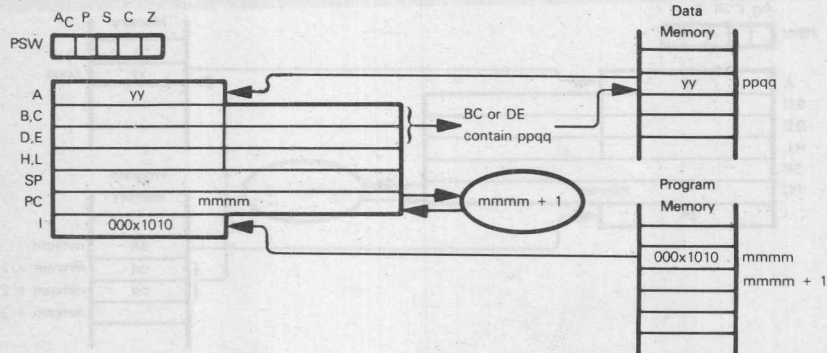 A_C P S C Z
PSW
Data
Memory
A
yy
yy
ppqq
B,C
BC or DE
contain ppqq
D,E
H,L
SP
Program
Memory
PC
mmmm
mmmm + 1
I
000x1010
000x1010
mmmm
mmmm + 1